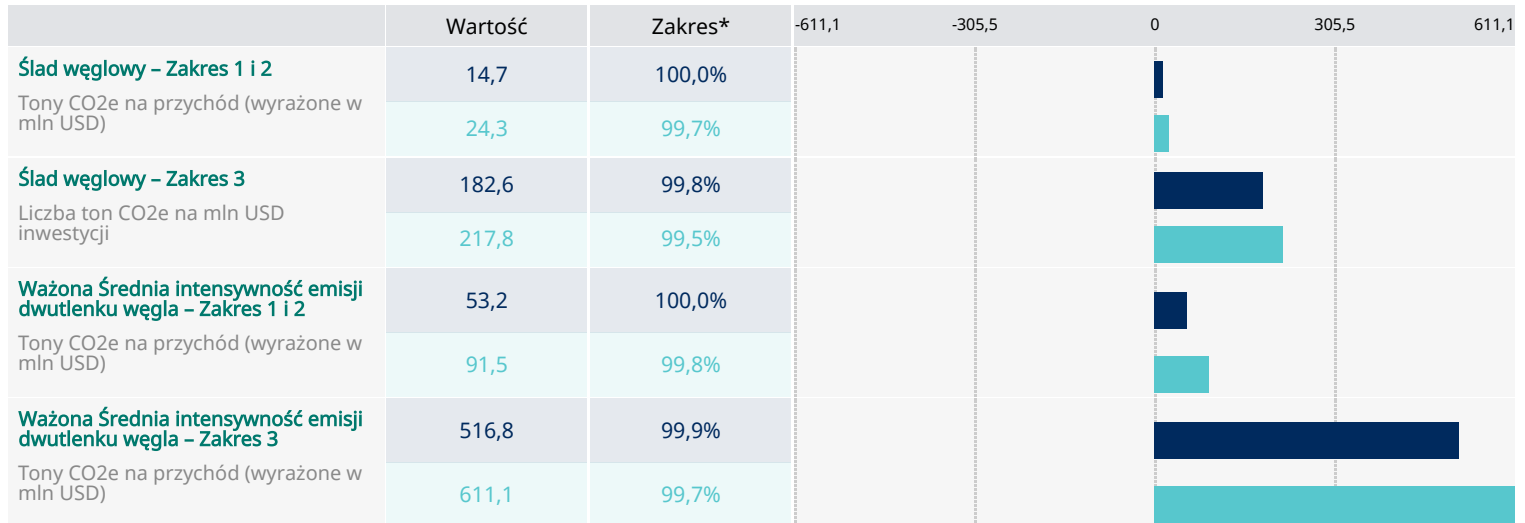 Wartość Zakres* -611,1 -305,5 0 305,5 611,1
Ślad węglowy – Zakres 1 i 2
Tony CO2e na przychód (wyrażone w
mln USD)
14,7 100,0%
24,3 99,7%
Ślad węglowy – Zakres 3
Liczba ton CO2e na mln USD
inwestycji
182,6 99,8%
217,8 99,5%
Ważona Średnia intensywność emisji
dwutlenku węgla – Zakres 1 i 2
Tony CO2e na przychód (wyrażone w
mln USD)
53,2 100,0%
91,5 99,8%
Ważona Średnia intensywność emisji
dwutlenku węgla – Zakres 3
Tony CO2e na przychód (wyrażone w
mln USD)
516,8 99,9%
611,1 99,7%